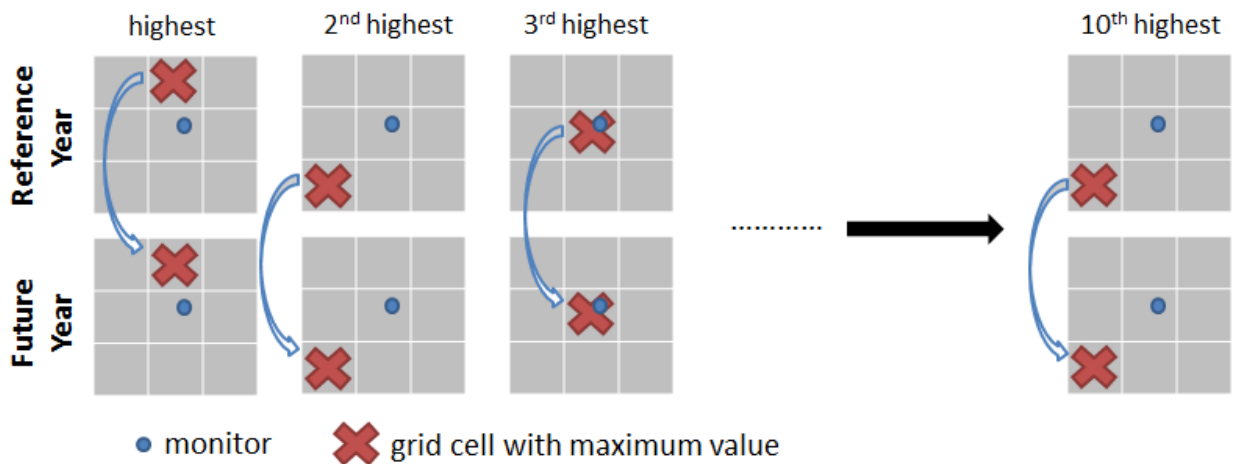 highest 2nd highest 3rd highest 10th highest
Reference Year
…………
Future Year
monitor grid cell with maximum value